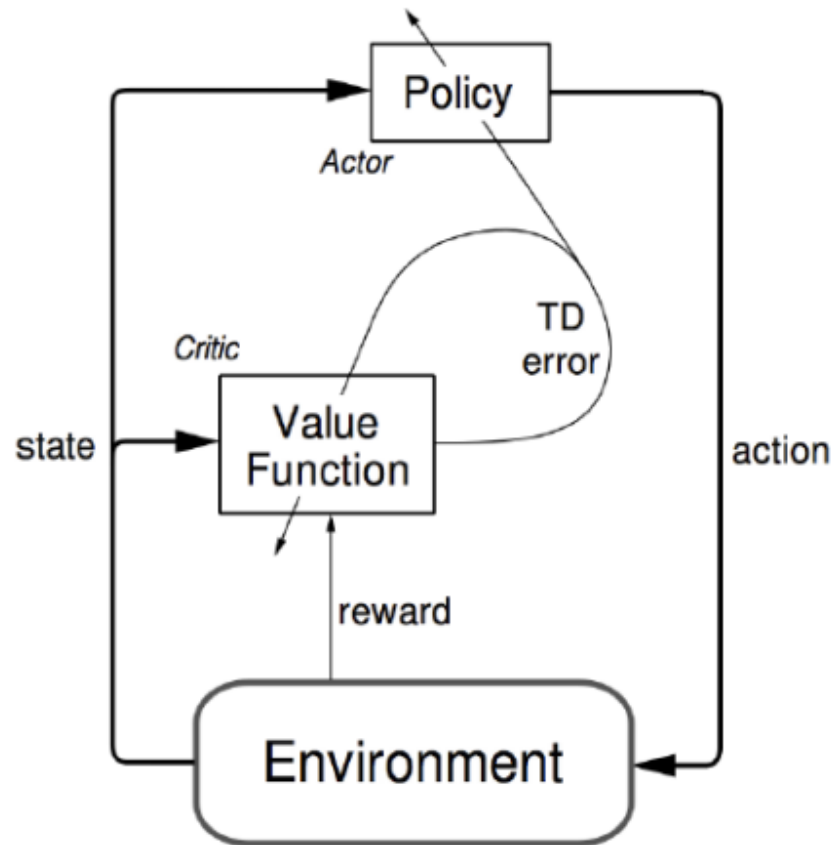 Policy
Actor
TD
error
Critic
Value
Function
state
action
reward
Environment